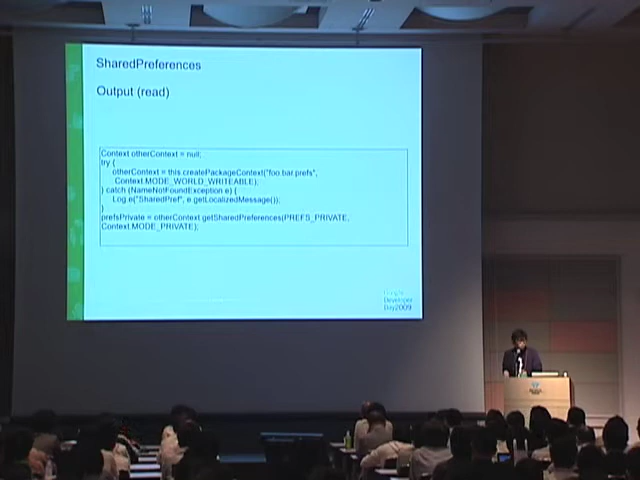 SharedPreferences
Output (read)
Context otherContext = null;
try {
otherContext = this.createPackageContext("foo.bar.prefs",
Context.MODE_WORLD_WRITEABLE);
} catch (NameNotFoundException e) {
Log.e("SharedPref", e.getLocalizedMessage());
}
prefsPrivate = otherContext.getSharedPreferences(PREFS_PRIVATE,
Context.MODE_PRIVATE);
Google
Developer
Day2009